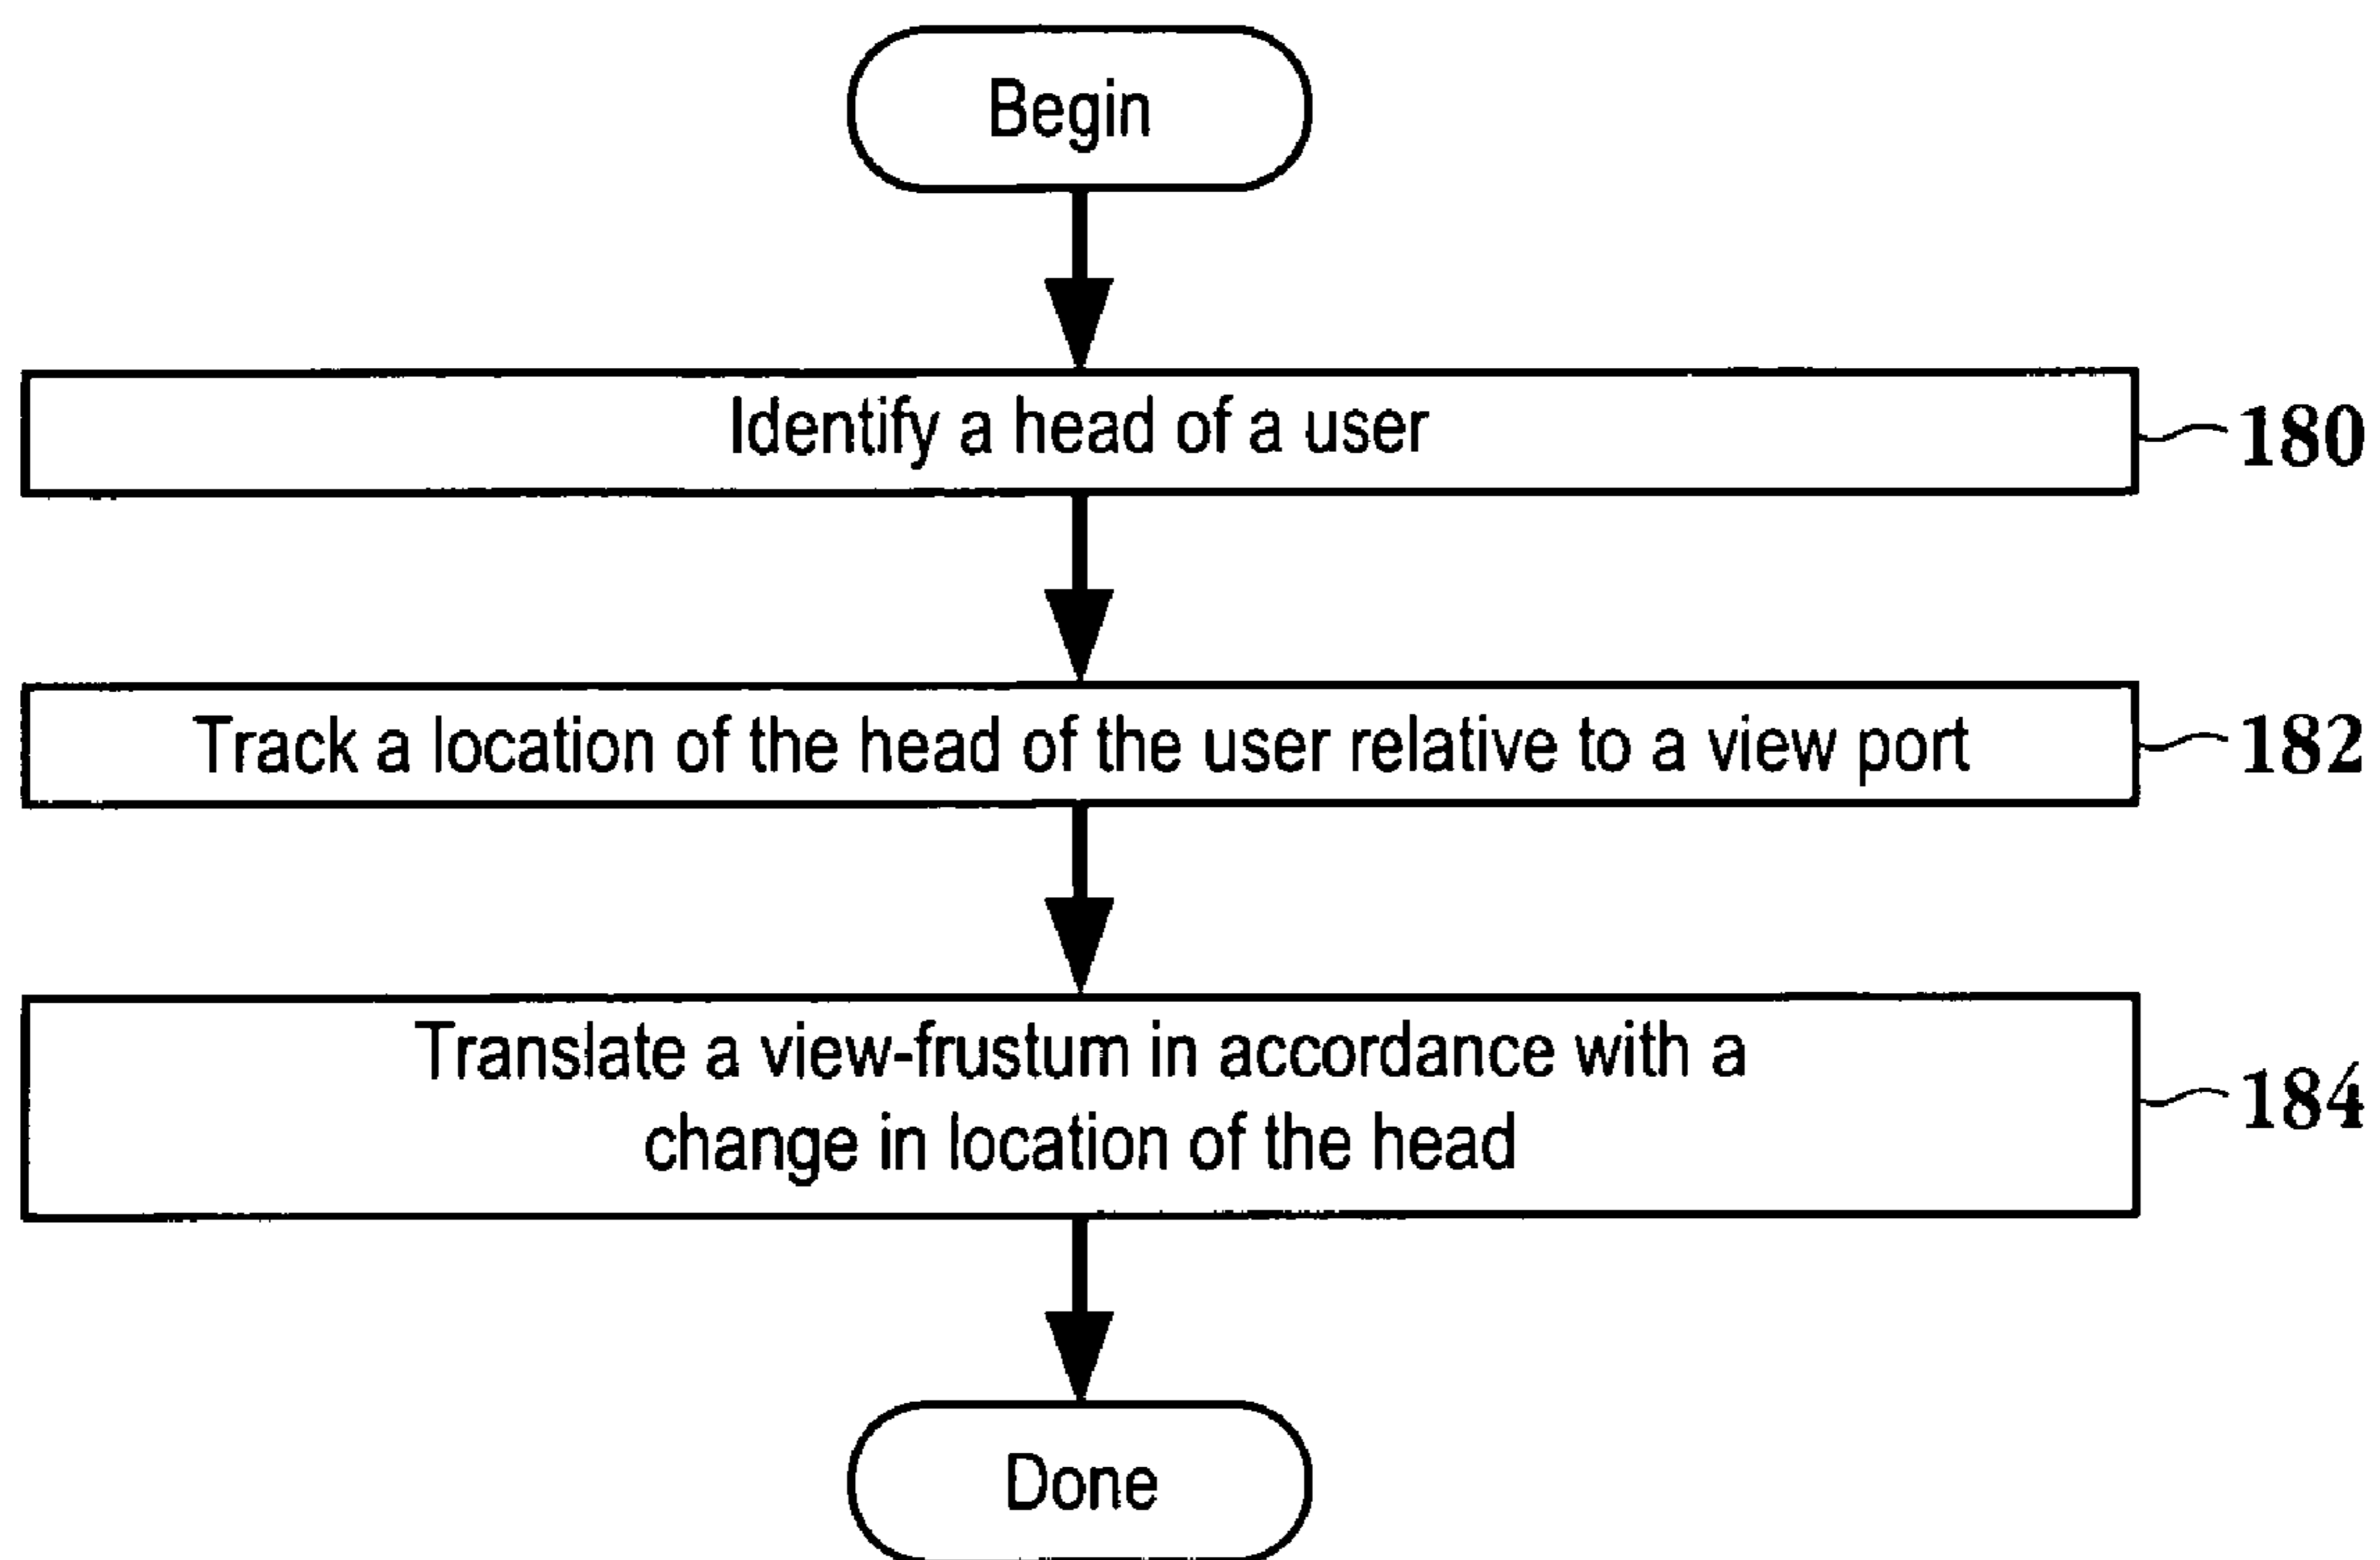 Begin
Identify a head of a user
180
Track a location of the head of the user relative to a view port
182
Translate a view-frustum in accordance with a
change in location of the head
184
Done